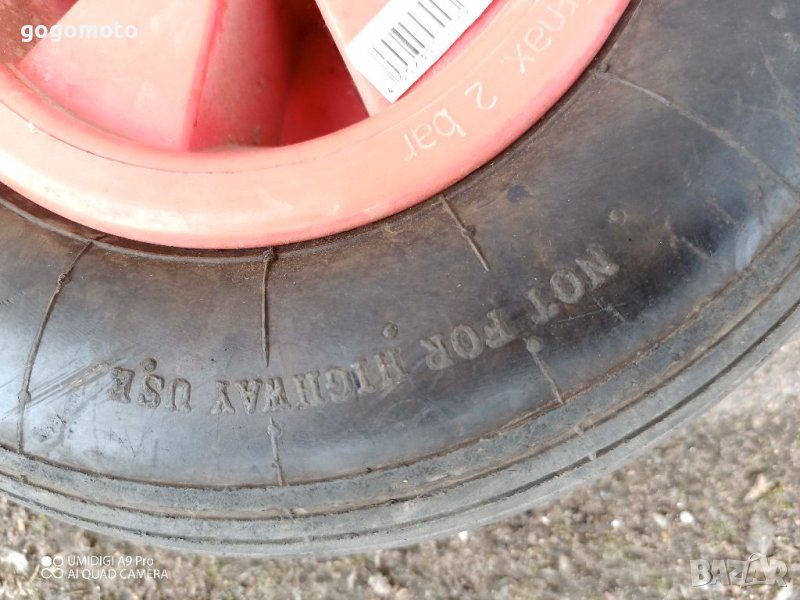 gogomoto
max. 2 bar
NOT FOR HIGHWAY USE
UMIDIGI A9 Pro
AI QUAD CAMERA
BAZAR